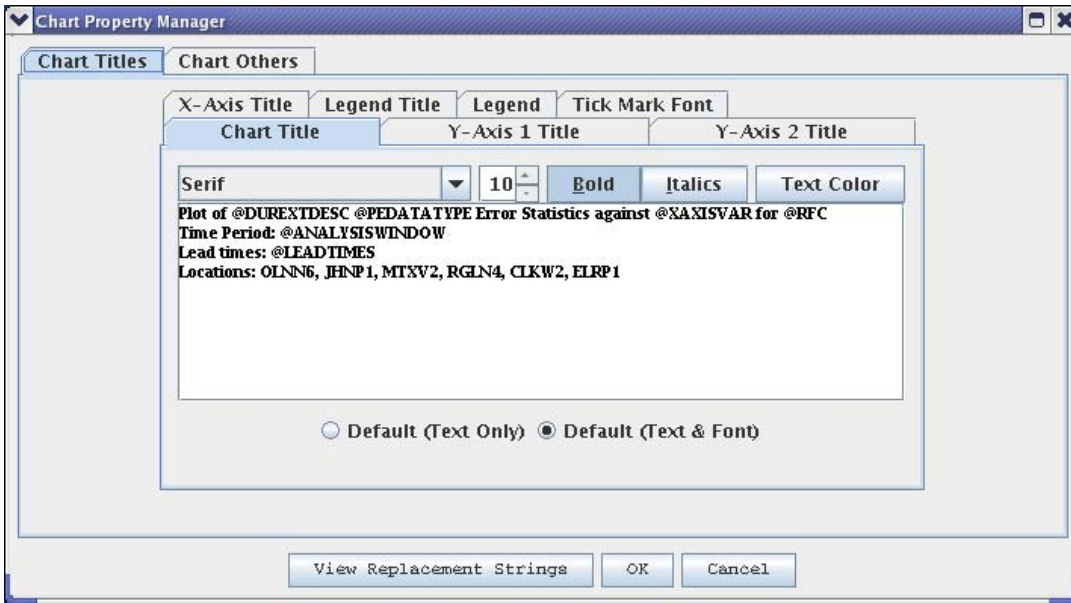 Chart Property Manager
Chart Titles Chart Others
X-Axis Title Legend Title Legend Tick Mark Font
Chart Title Y-Axis 1 Title Y-Axis 2 Title
Serif 10 Bold Italics Text Color
Plot of @DUREXTDESC @PEDATATYPE Error Statistics against @XAXISVAR for @RFC
Time Period: @ANALYSISWINDOW
Lead times: @LEADTIMES
Locations: OLNN6, JHNP1, MTXV2, RGLN4, CLKW2, ELRP1
Default (Text Only) Default (Text & Font)
View Replacement Strings OK Cancel